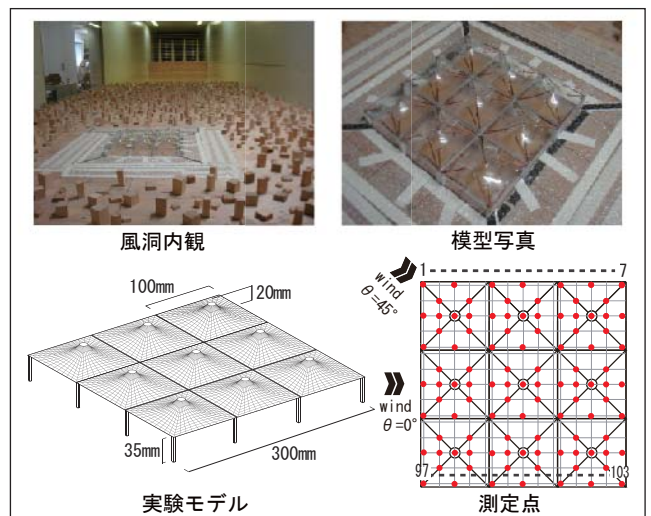 風洞内観
模型写真
100mm
20mm
35mm
300mm
実験モデル
wind
θ=45°
1
7
wind
θ=0°
97
103
測定点